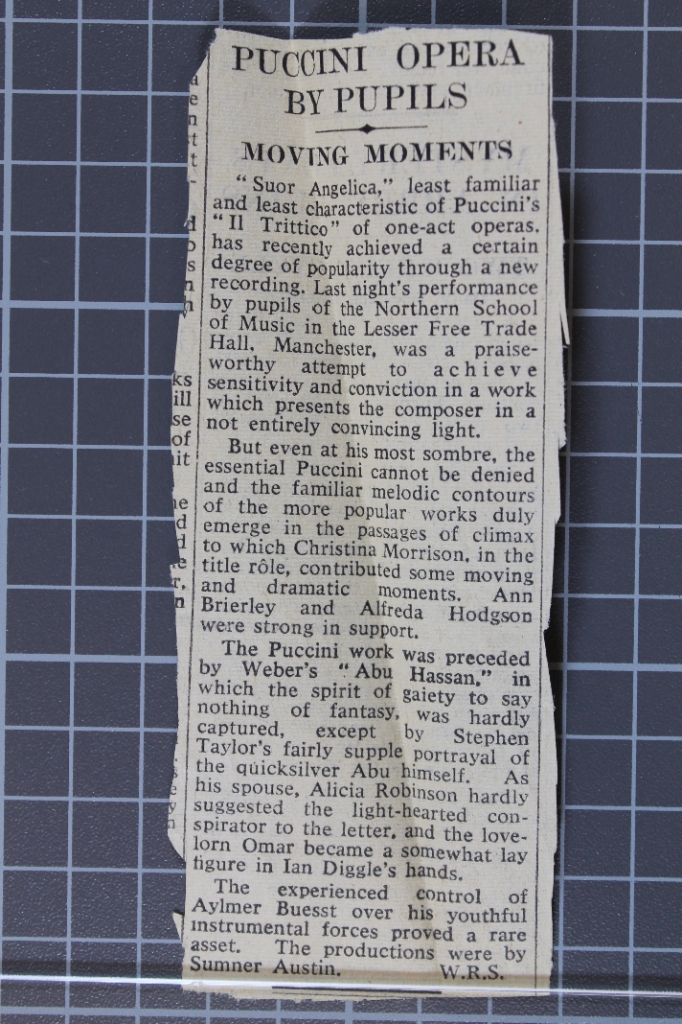 PUCCINI OPERA
BY PUPILS
MOVING MOMENTS
"Suor Angelica," least familiar
and least characteristic of Puccini's
"Il Trittico" of one-act operas.
has recently achieved a certain
degree of popularity through a new
recording. Last night's performance
by pupils of the Northern School
of Music in the Lesser Free Trade
Hall, Manchester, was a praise-
worthy attempt to achieve
sensitivity and conviction in a work
which presents the composer in a
not entirely convincing light.
But even at his most sombre, the
essential Puccini cannot be denied
and the familiar melodic contours
of the more popular works duly
emerge in the passages of climax
to which Christina Morrison, in the
title rôle, contributed some moving
and dramatic moments. Ann
Brierley and Alfreda Hodgson
were strong in support.
The Puccini work was preceded
by Weber's "Abu Hassan," in
which the spirit of gaiety to say
nothing of fantasy, was hardly
captured, except by Stephen
Taylor's fairly supple portrayal of
the quicksilver Abu himself. As
his spouse, Alicia Robinson hardly
suggested the light-hearted con-
spirator to the letter, and the love-
lorn Omar became a somewhat lay
figure in Ian Diggle's hands.
The experienced control of
Aylmer Buesst over his youthful
instrumental forces proved a rare
asset. The productions were by
Sumner Austin. W.R.S.